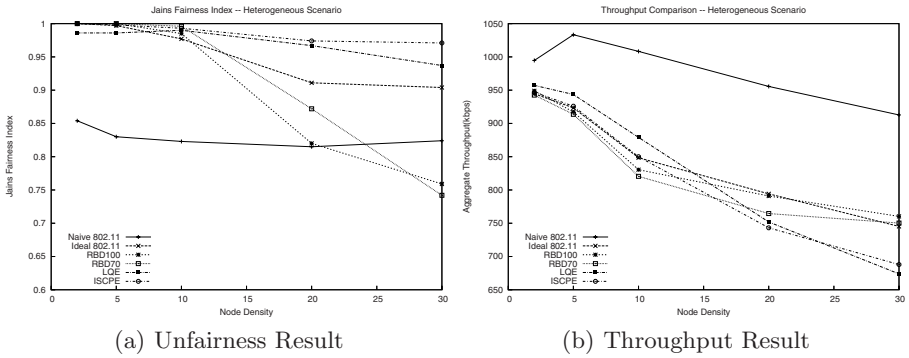 Jains Fairness Index -- Heterogeneous Scenario
1
0.95
0.9
0.85
0.8
0.75
0.7
0.65
0.6
Jains Fairness Index
Naive 802.11
Ideal 802.11
RBD100
RBD70
LQE
ISCPE
0 5 10 15 20 25 30
Node Density
(a) Unfairness Result
Throughput Comparison -- Heterogeneous Scenario
1050
1000
950
900
850
800
750
700
650
Aggregate Throughput(kbps)
Naive 802.11
Ideal 802.11
RBD100
RBD70
LQE
ISCPE
0 5 10 15 20 25 30
Node Density
(b) Throughput Result